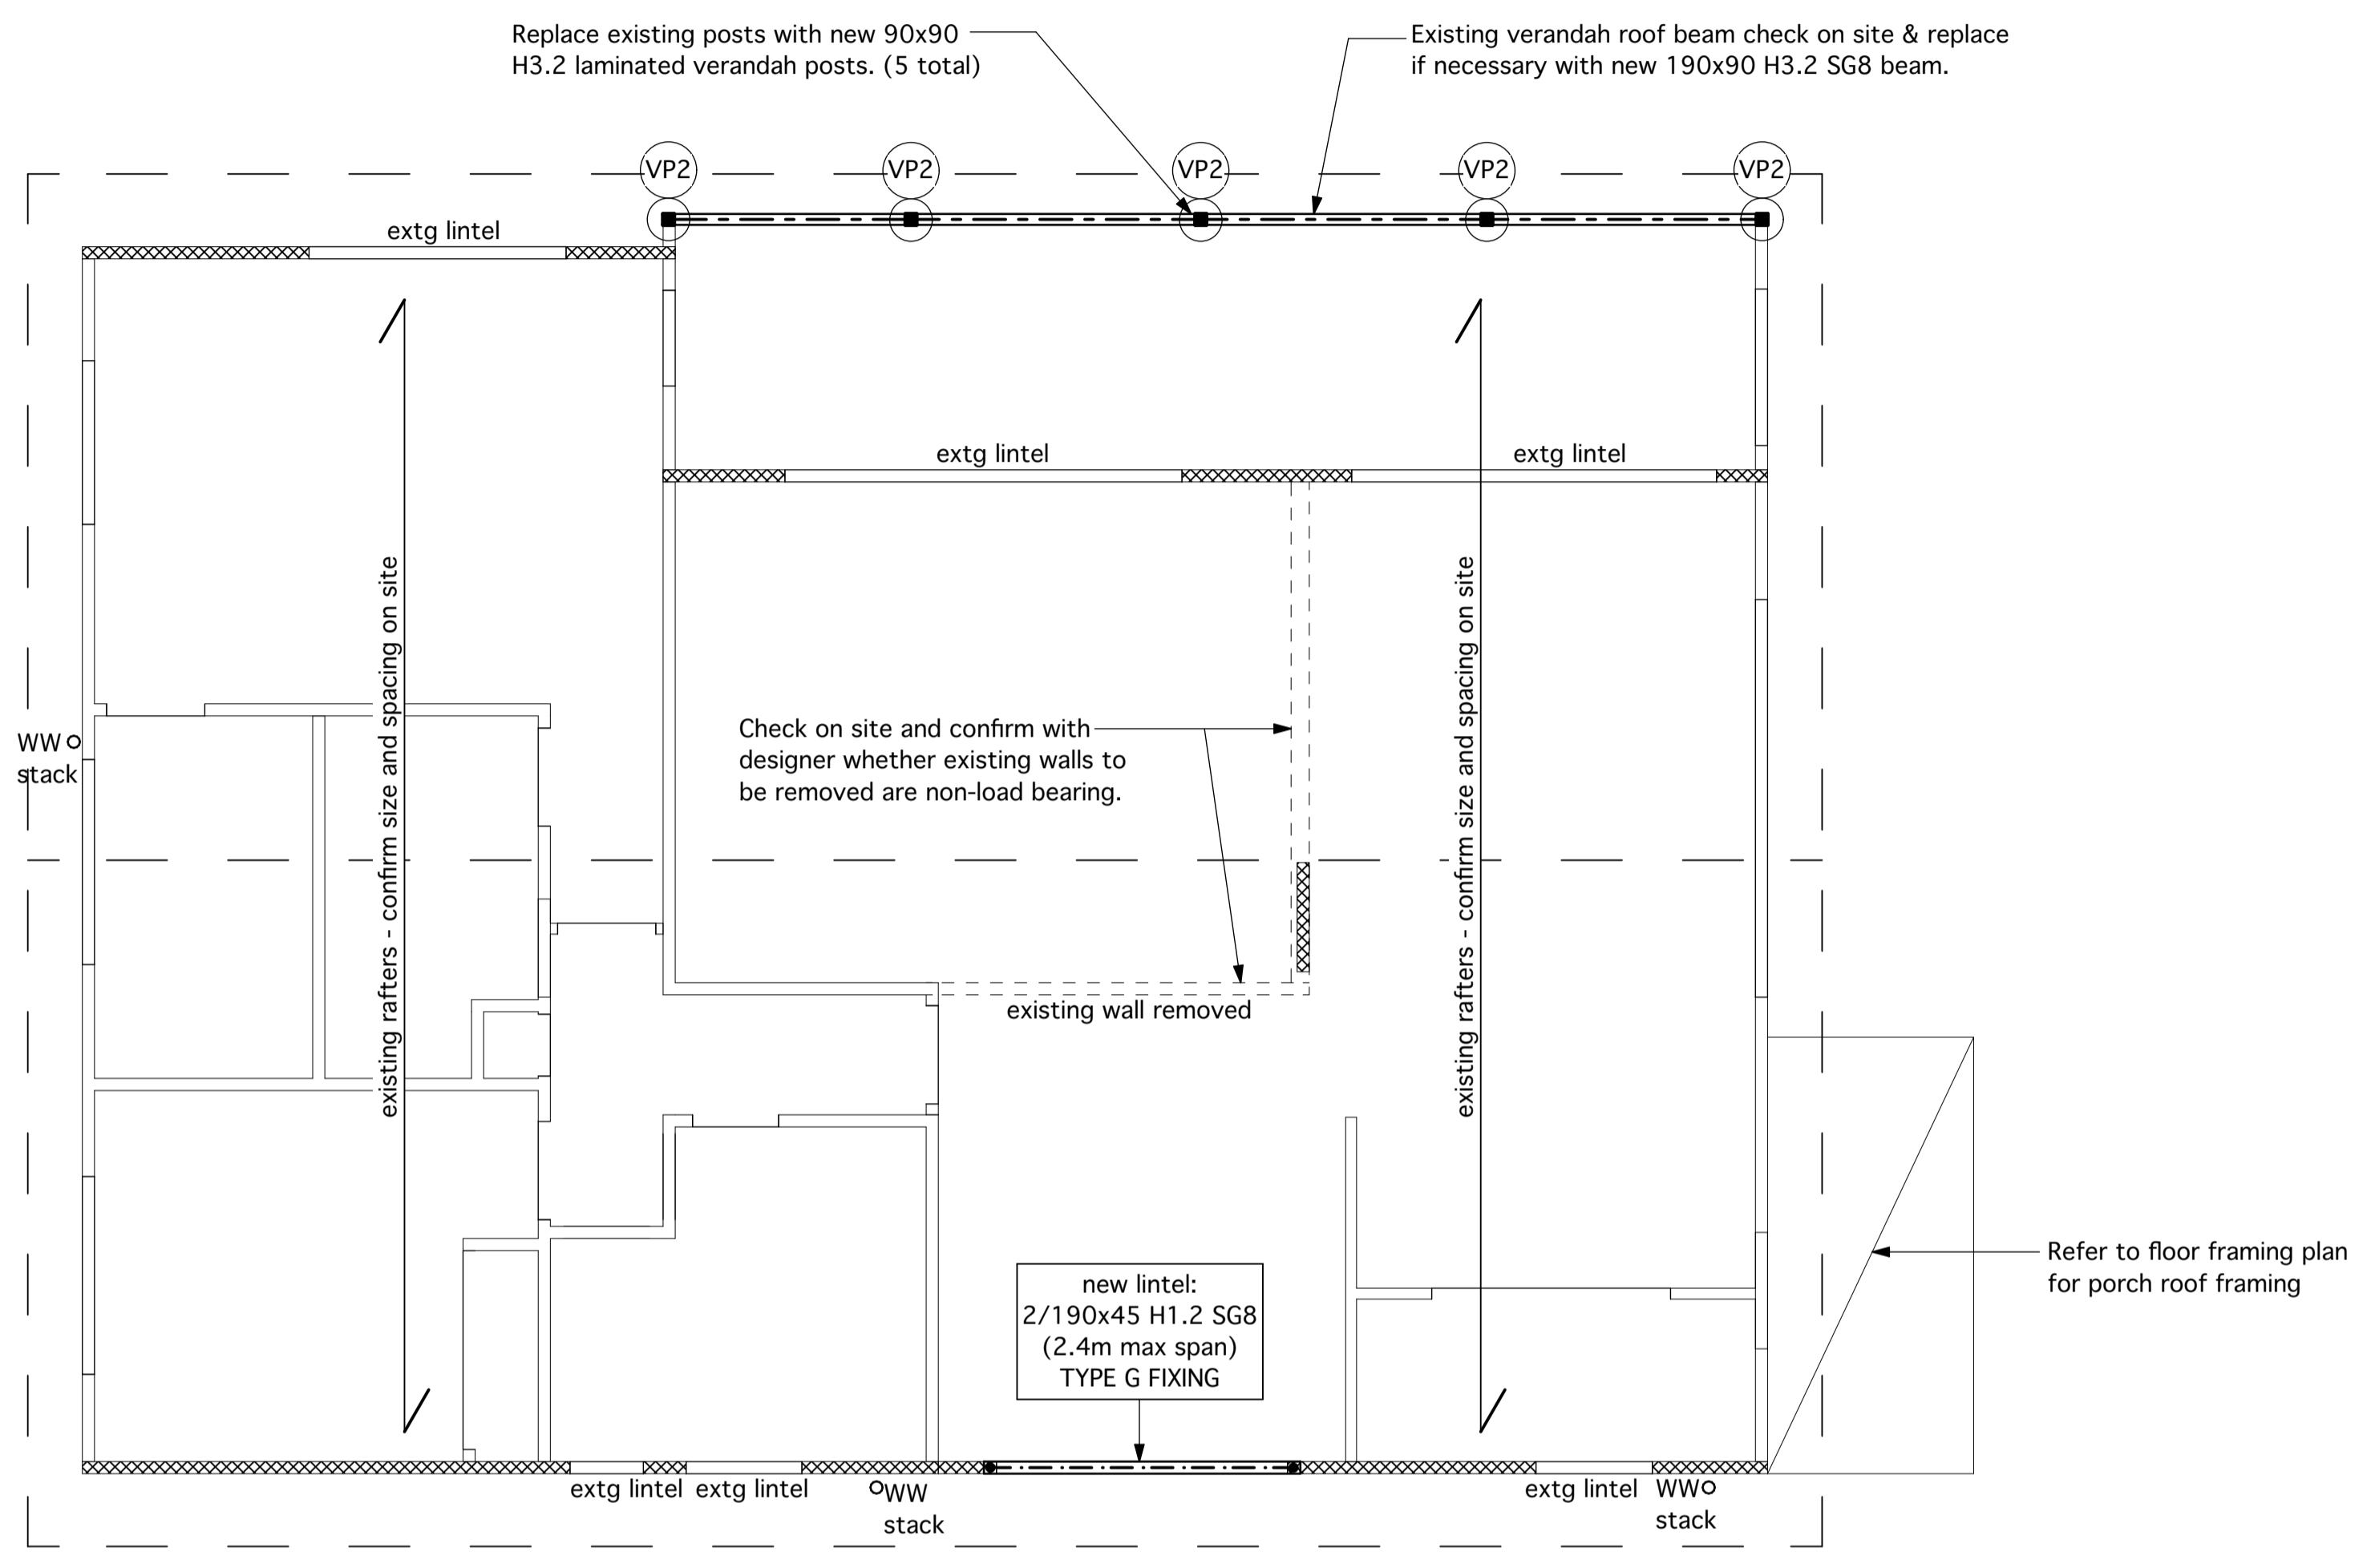 Replace existing posts with new 90x90
H3.2 laminated verandah posts. (5 total)
Existing verandah roof beam check on site & replace
if necessary with new 190x90 H3.2 SG8 beam.
VP2
VP2
VP2
VP2
VP2
extg lintel
extg lintel
extg lintel
existing rafters - confirm size and spacing on site
existing rafters - confirm size and spacing on site
WW
stack
Check on site and confirm with
designer whether existing walls to
be removed are non-load bearing.
existing wall removed
Refer to floor framing plan
for porch roof framing
new lintel:
2/190x45 H1.2 SG8
(2.4m max span)
TYPE G FIXING
extg lintel
extg lintel
WW
stack
extg lintel
WW
stack